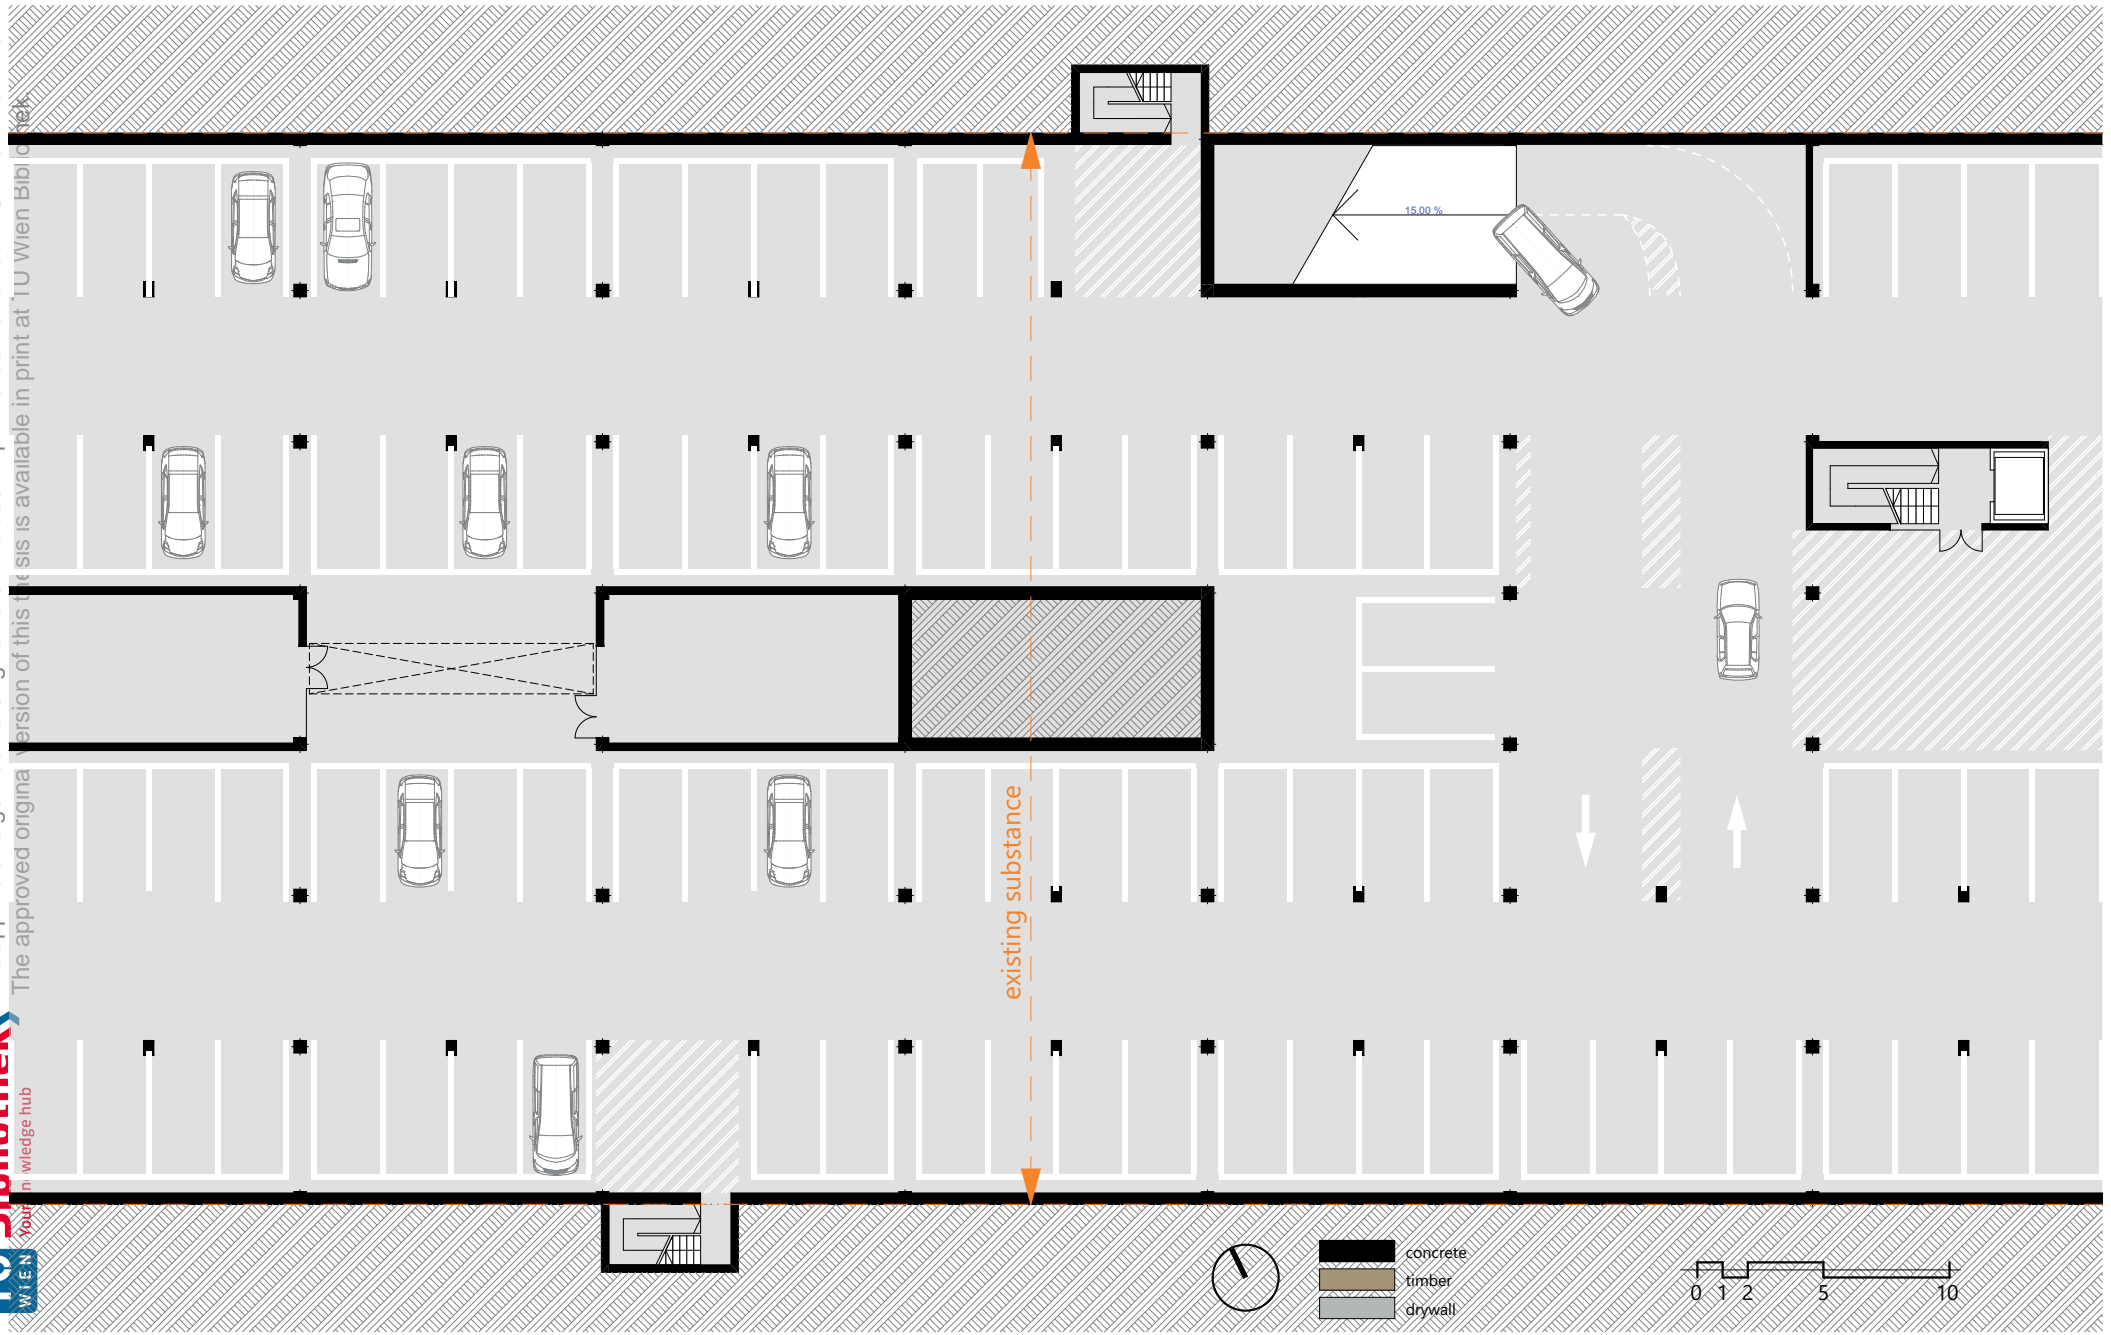 15.00 %
existing substance
concrete
timber
drywall
0 1 2 5 10
The approved original version of this thesis is available in print at TU Wien Bibliothek.
Bibliothek
Your knowledge hub
WIEN